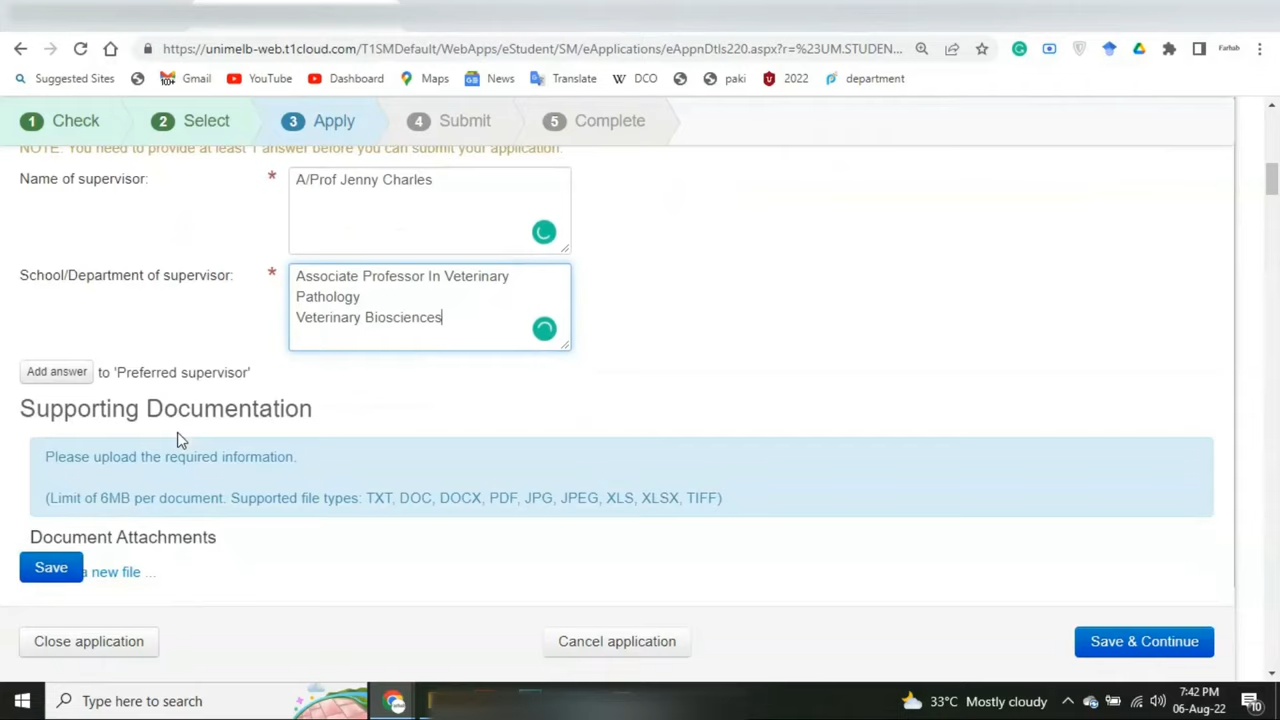 https://unimelb-web.t1cloud.com/T1SMDefault/WebApps/eStudent/SM/eApplications/eAppnDtls220.aspx?r=%23UM.STUDEN...
Farhab
Suggested Sites
100+
Gmail
YouTube
Dashboard
Maps
News
Translate
W
DCO
paki
2022
department
1 Check
2 Select
3 Apply
4 Submit
5 Complete
NOTE: You need to provide at least 1 answer before you can submit your application.
Name of supervisor:
*
A/Prof Jenny Charles
School/Department of supervisor:
*
Associate Professor In Veterinary
Pathology
Veterinary Biosciences
Add answer to 'Preferred supervisor'
Supporting Documentation
Please upload the required information.
(Limit of 6MB per document. Supported file types: TXT, DOC, DOCX, PDF, JPG, JPEG, XLS, XLSX, TIFF)
Document Attachments
Save
a new file ...
Close application
Cancel application
Save & Continue
Type here to search
33°C Mostly cloudy
7:42 PM
06-Aug-22
10